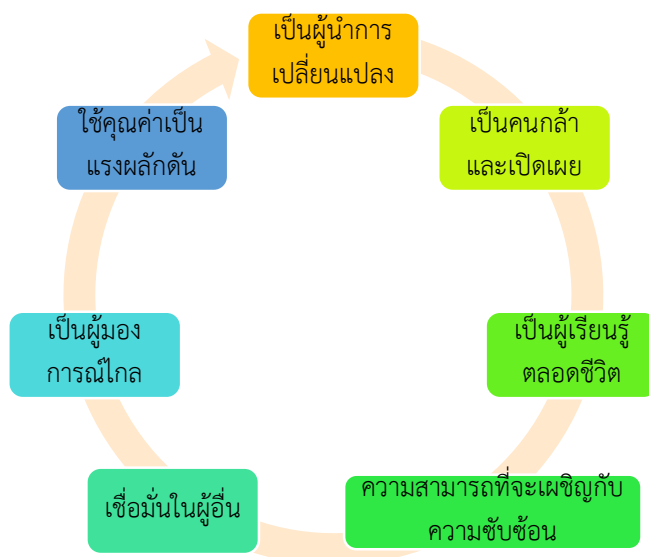 เป็นผู้นำการ
เปลี่ยนแปลง
เป็นคนกล้า
และเปิดเผย
เป็นผู้เรียนรู้
ตลอดชีวิต
ความสามารถที่จะเผชิญกับ
ความซับซ้อน
เชื่อมั่นในผู้อื่น
เป็นผู้มอง
การณ์ไกล
ใช้คุณค่าเป็น
แรงผลักดัน